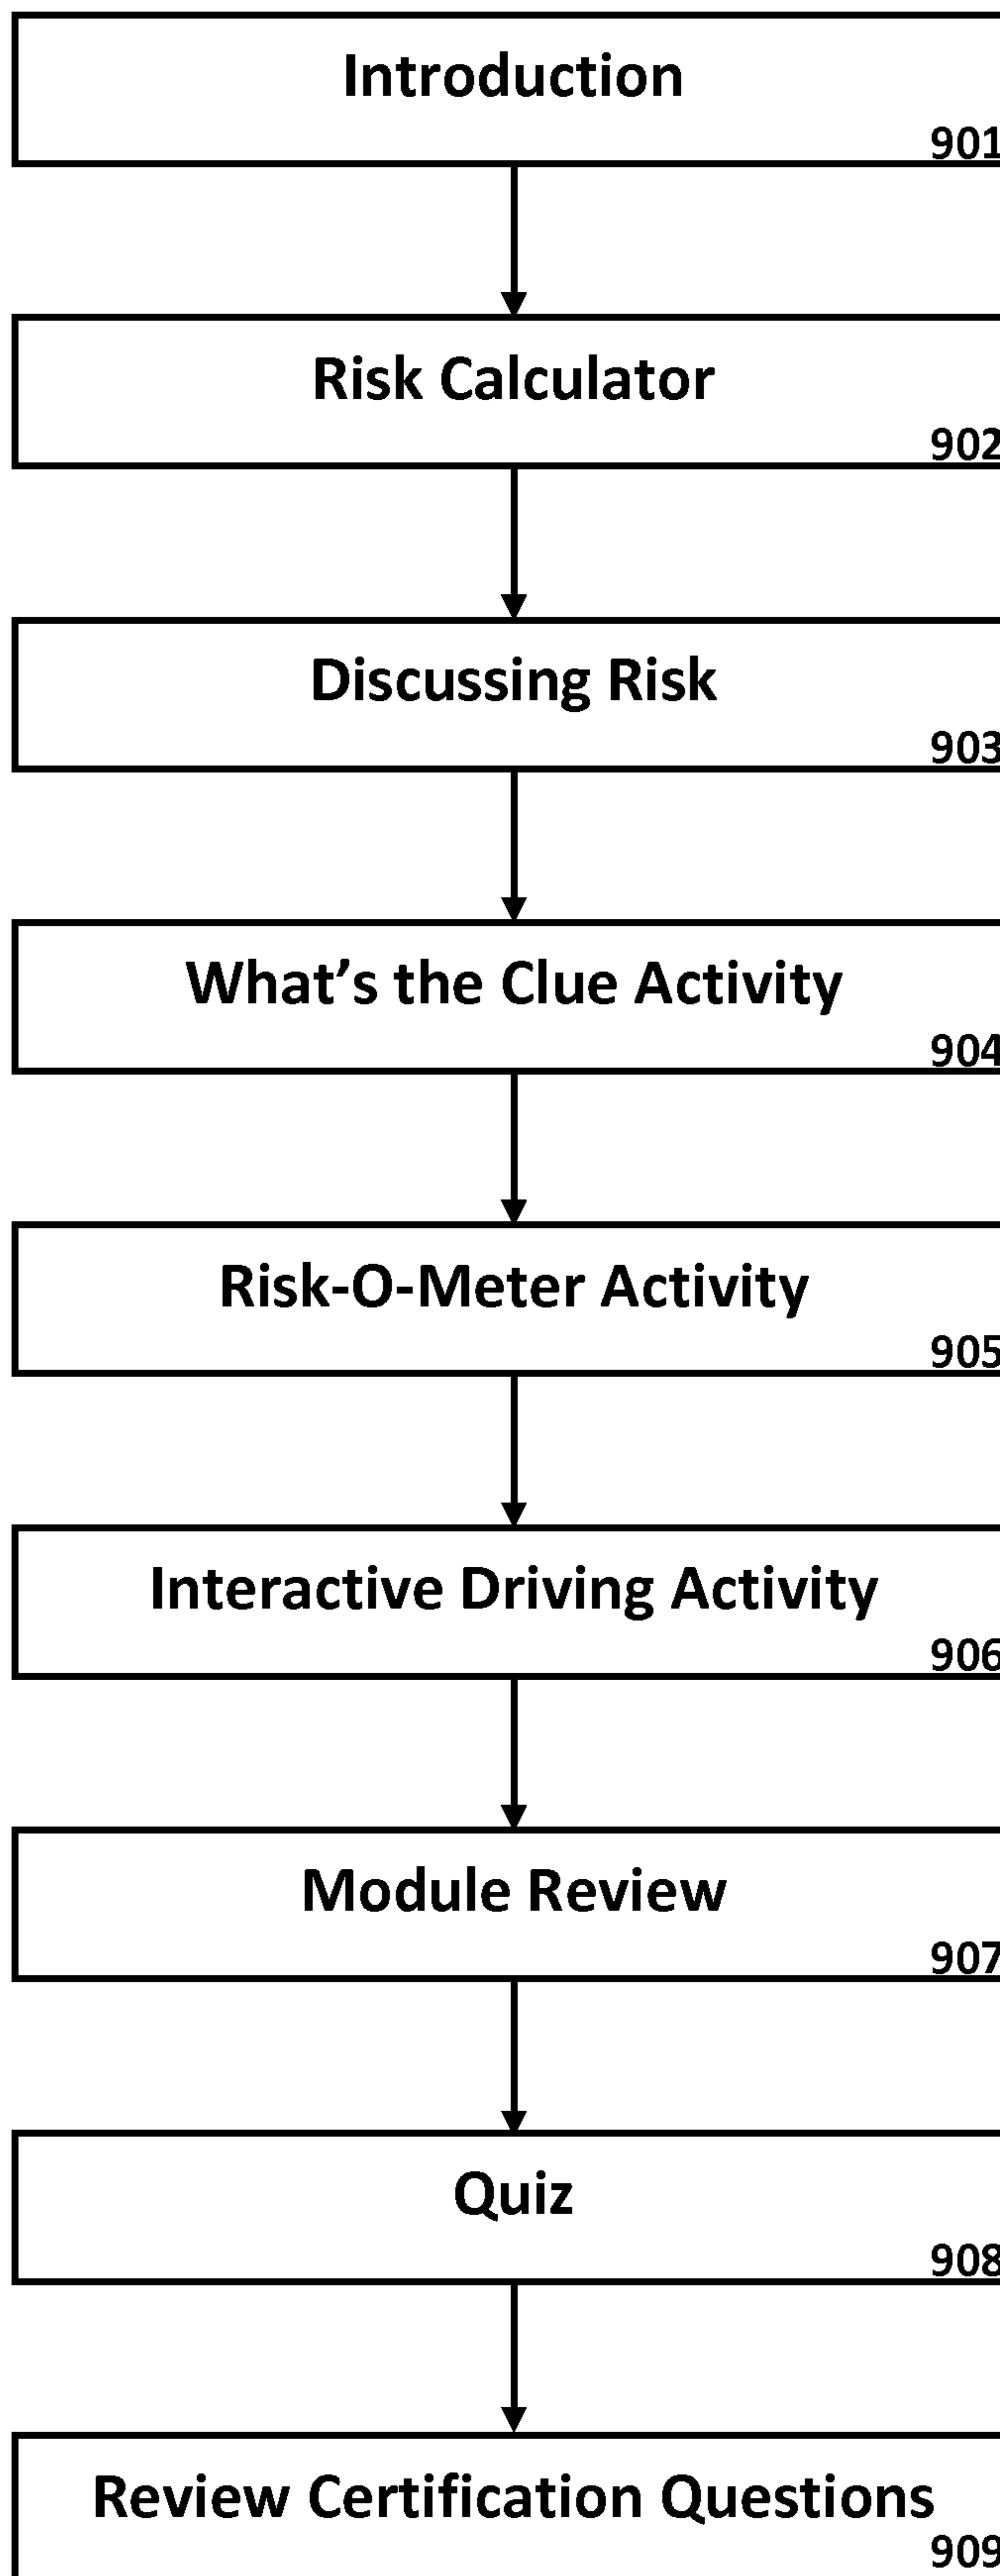 Introduction
901
Risk Calculator
902
Discussing Risk
903
What’s the Clue Activity
904
Risk-O-Meter Activity
905
Interactive Driving Activity
906
Module Review
907
Quiz
908
Review Certification Questions
909